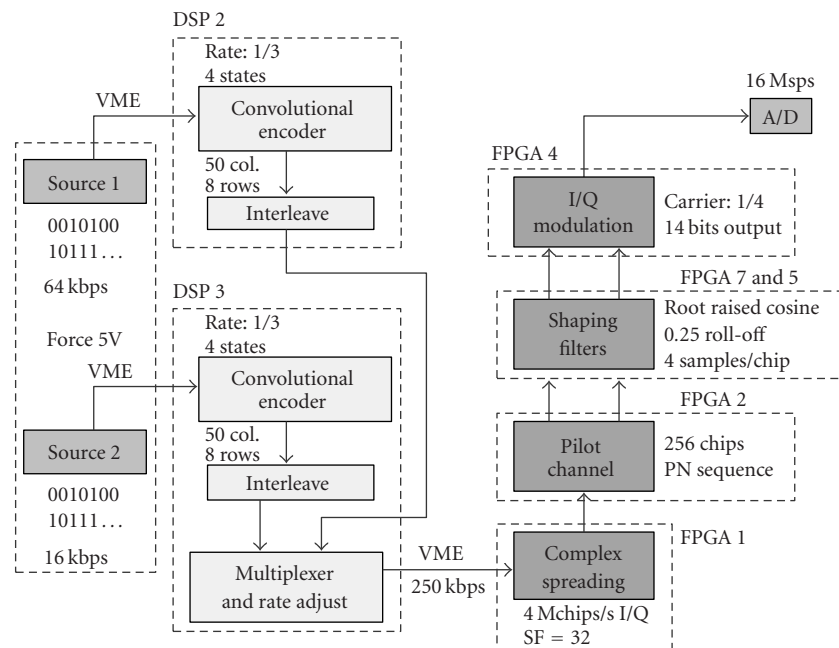 DSP 2
Rate: 1/3
4 states
VME
Convolutional
encoder
50 col.
8 rows
Interleave
Source 1
0010100
10111...
64 kbps
Force 5V
VME
Source 2
0010100
10111...
16 kbps
DSP 3
Rate: 1/3
4 states
Convolutional
encoder
50 col.
8 rows
Interleave
Multiplexer
and rate adjust
VME
250 kbps
16 Msps
A/D
FPGA 4
I/Q
modulation
Carrier: 1/4
14 bits output
FPGA 7 and 5
Shaping
filters
Root raised cosine
0.25 roll-off
4 samples/chip
FPGA 2
Pilot
channel
256 chips
PN sequence
FPGA 1
Complex
spreading
4 Mchips/s I/Q
SF = 32